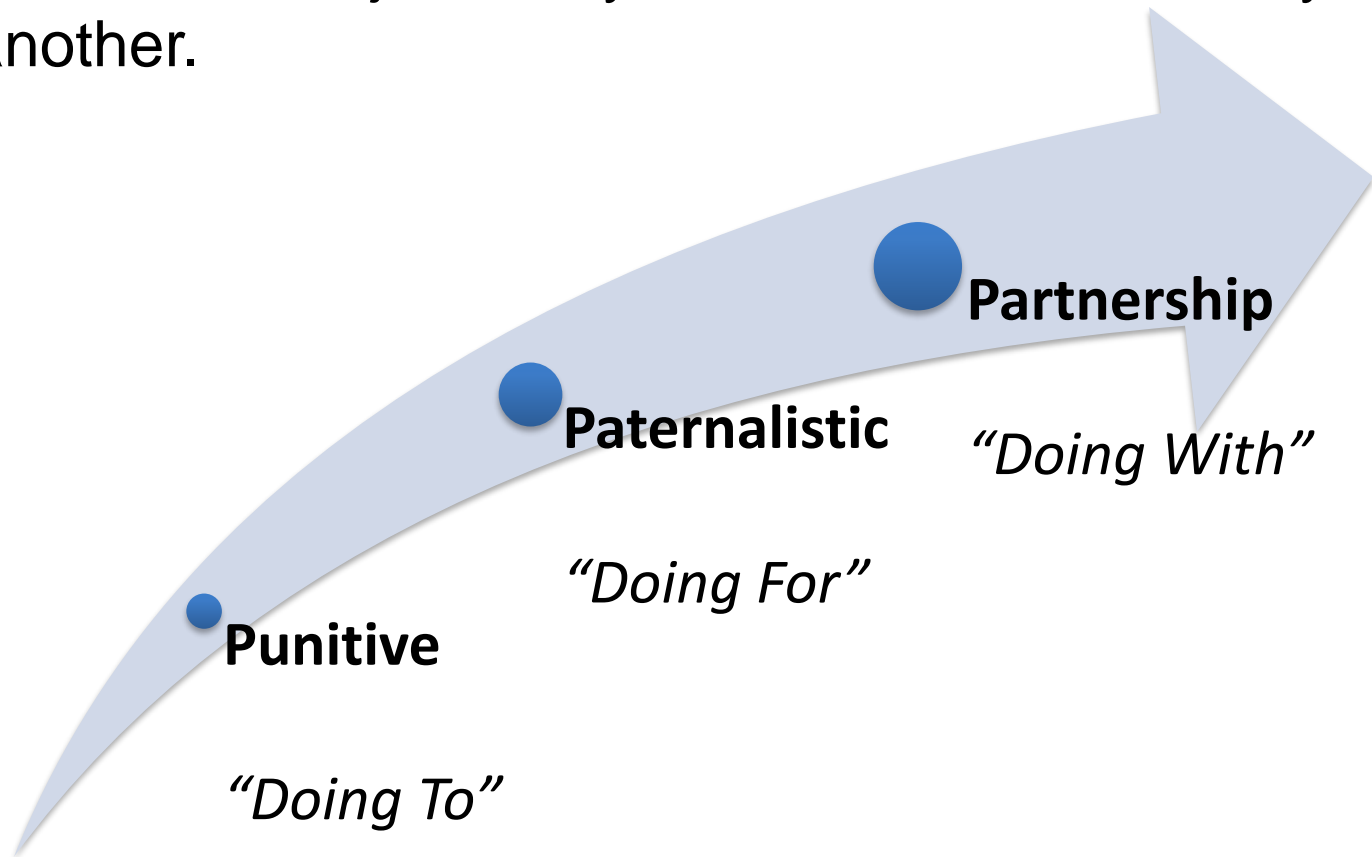 nother.
Partnership
“Doing With”
Paternalistic
“Doing For”
Punitive
“Doing To”